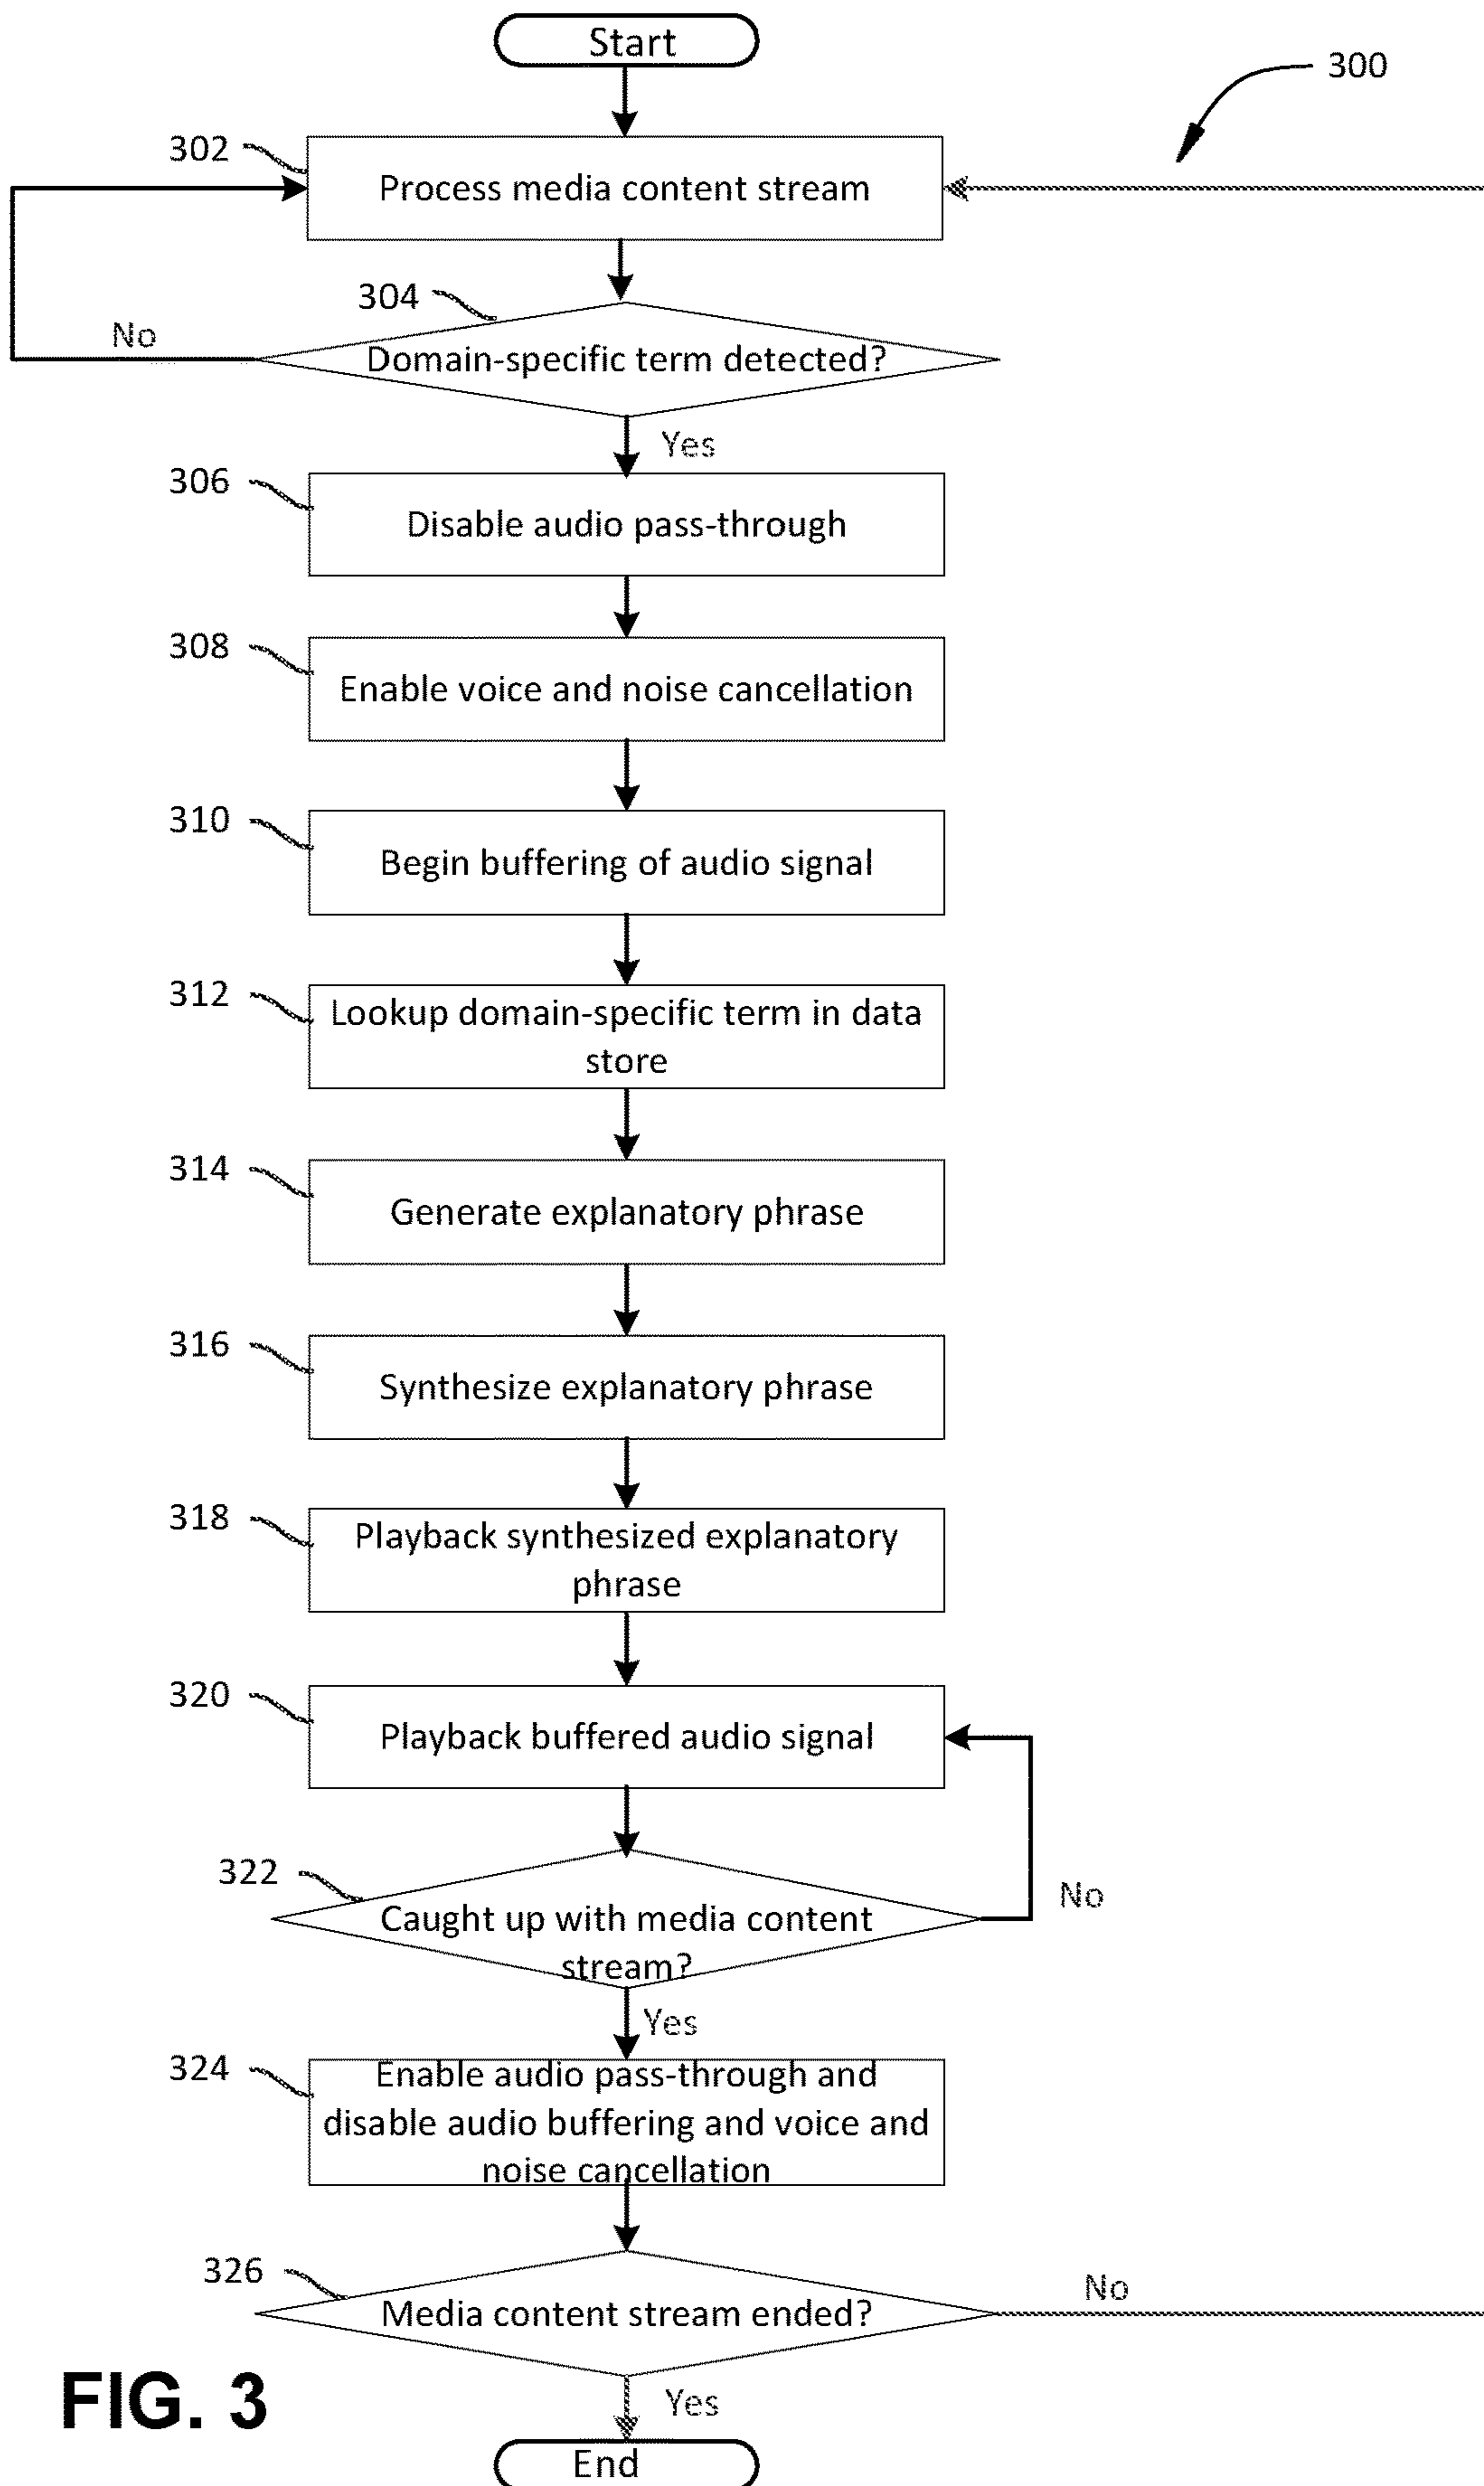 Start
300
302
Process media content stream
304
No
Domain-specific term detected?
Yes
306
Disable audio pass-through
308
Enable voice and noise cancellation
310
Begin buffering of audio signal
312
Lookup domain-specific term in data
store
314
Generate explanatory phrase
316
Synthesize explanatory phrase
318
Playback synthesized explanatory
phrase
320
Playback buffered audio signal
322
No
Caught up with media content
stream?
Yes
324
Enable audio pass-through and
disable audio buffering and voice and
noise cancellation
326
No
Media content stream ended?
Yes
FIG. 3
End